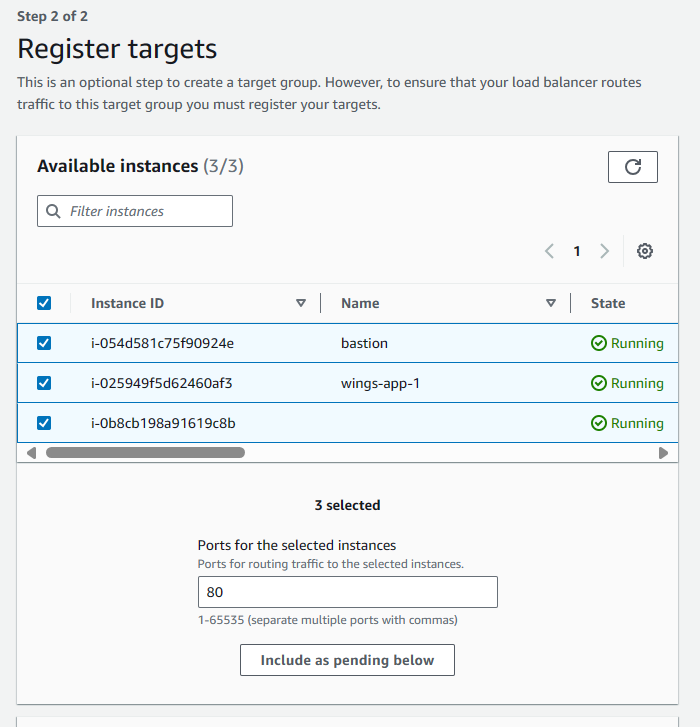 Step 2 of 2
Register targets
This is an optional step to create a target group. However, to ensure that your load balancer routes
traffic to this target group you must register your targets.
Available instances (3/3)
Filter instances
1
Instance ID Name State
i-054d581c75f90924e bastion Running
i-025949f5d62460af3 wings-app-1 Running
i-0b8cb198a91619c8b Running
3 selected
Ports for the selected instances
Ports for routing traffic to the selected instances.
80
1-65535 (separate multiple ports with commas)
Include as pending below